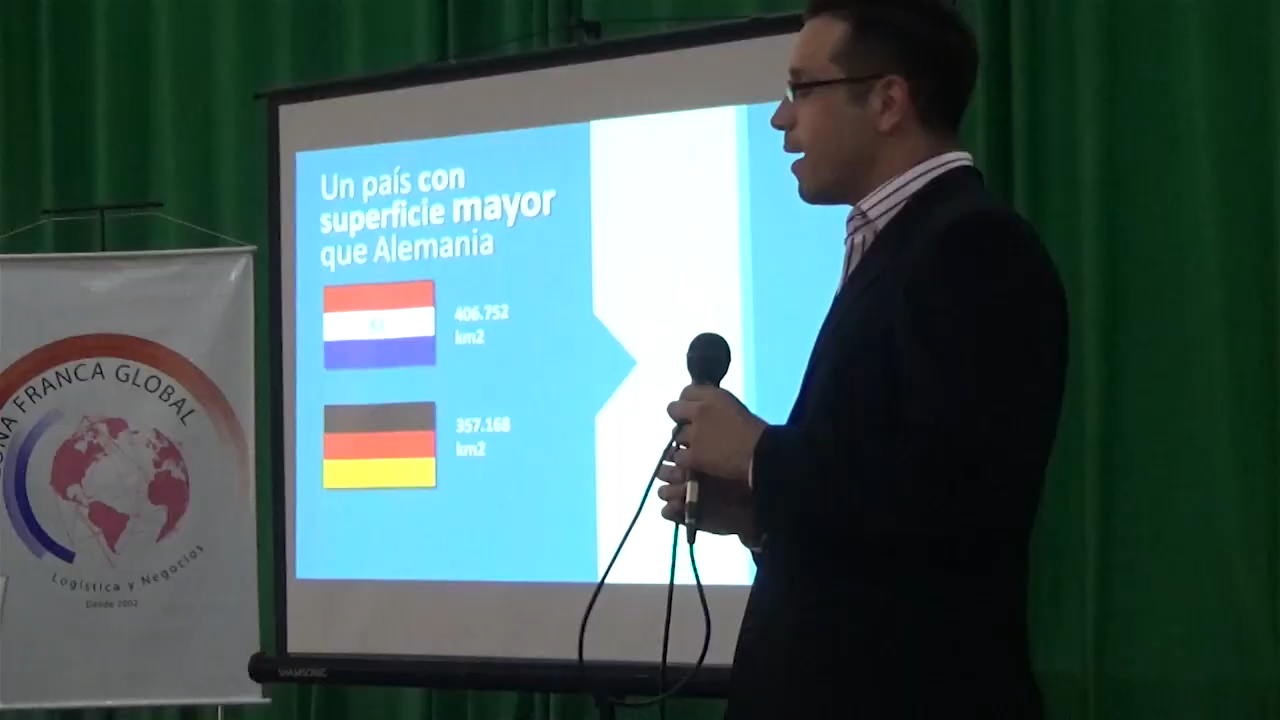 Un país con
superficie mayor
que Alemania
406.752
km2
357.168
km2
ONA FRANCA GLOBAL
Logística y Negocios
Desde 2002